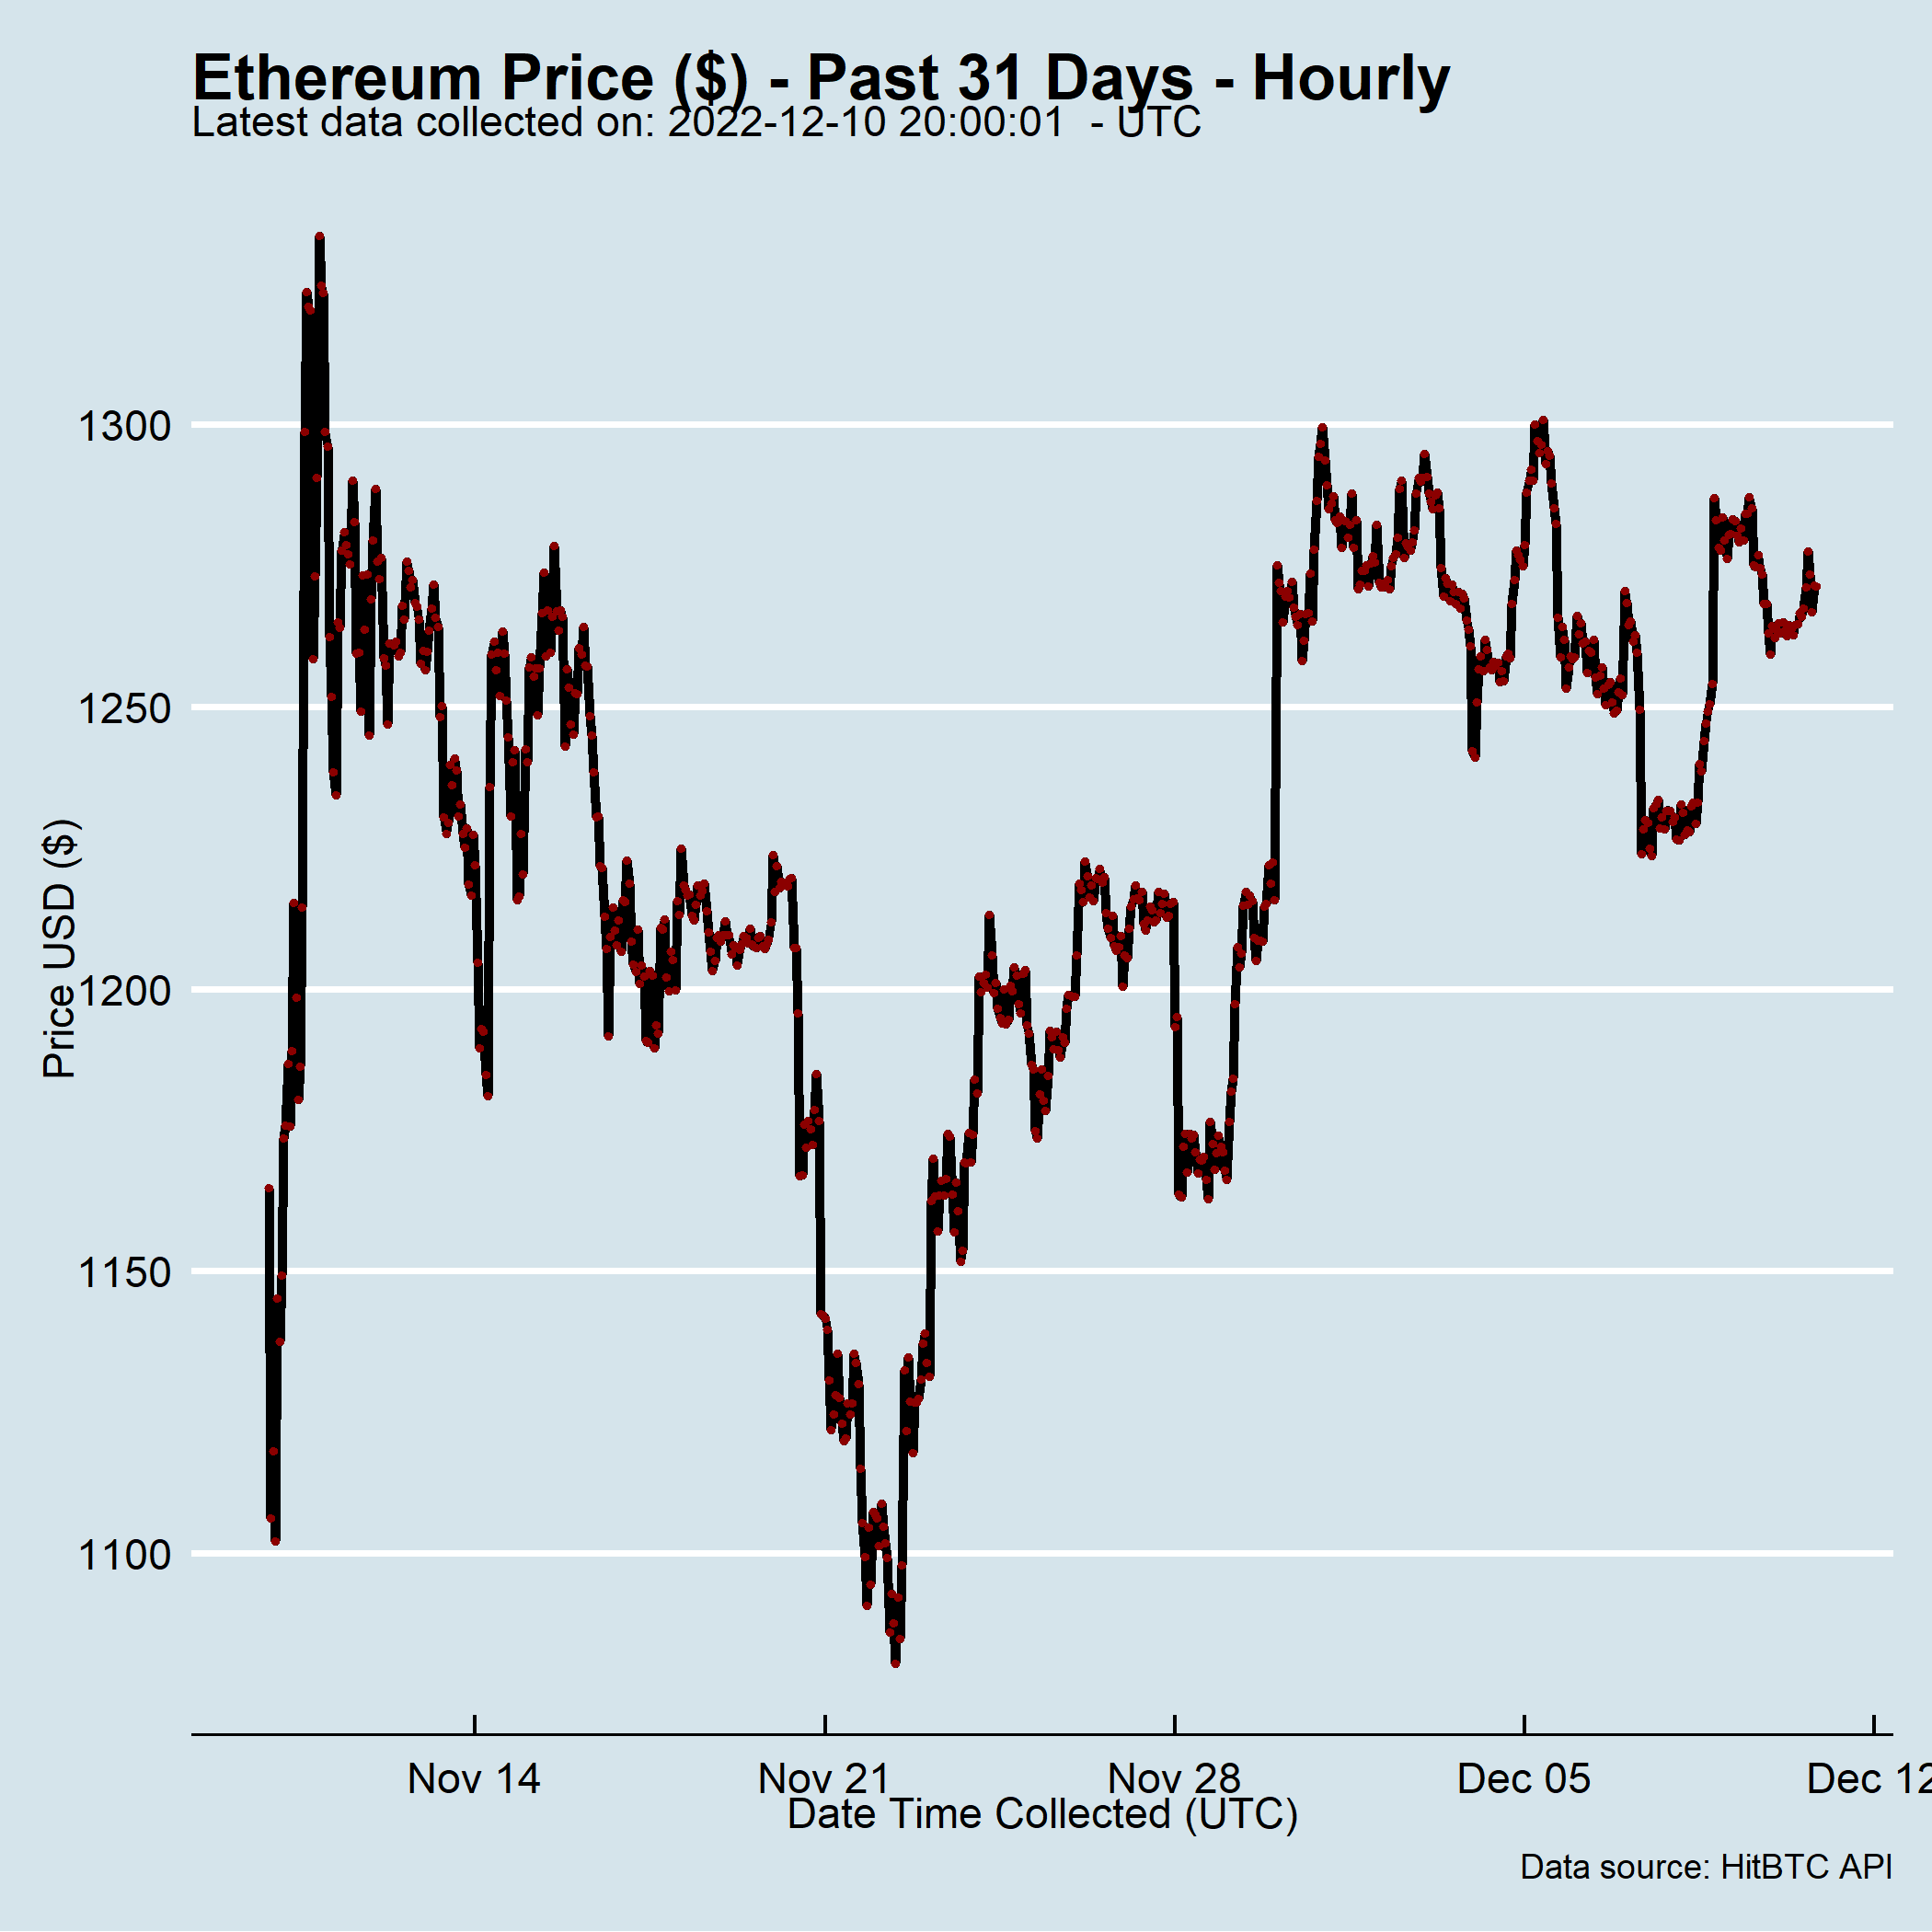 Ethereum Price ($) - Past 31 Days - Hourly
Latest data collected on: 2022-12-10 20:00:01  - UTC
1300
1250
1200
1150
1100
Price USD ($)
Nov 14
Nov 21
Nov 28
Dec 05
Dec 12
Date Time Collected (UTC)
Data source: HitBTC API